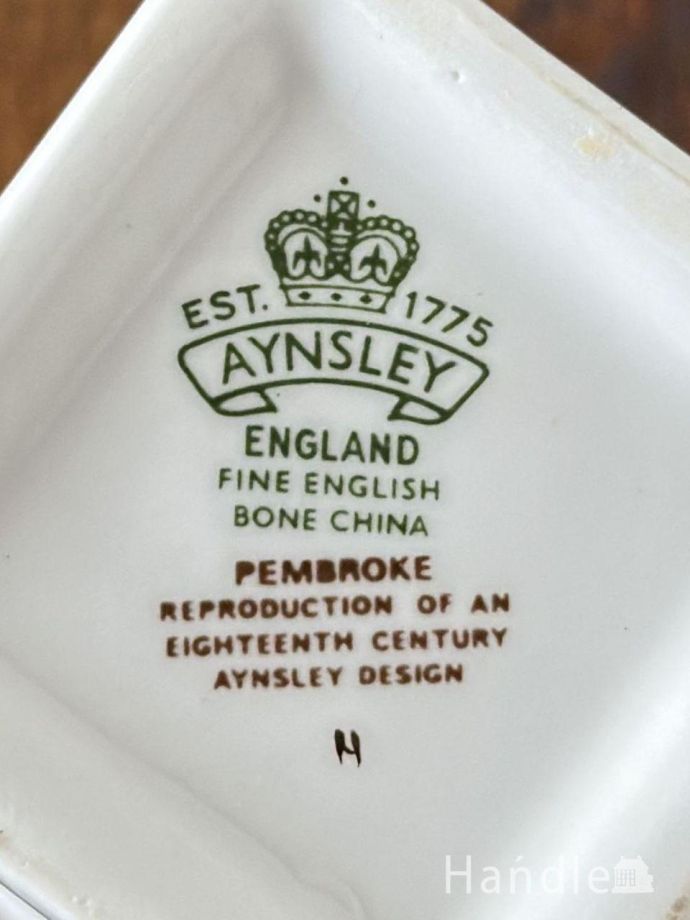 EST. 1775
AYNSLEY
ENGLAND
FINE ENGLISH
BONE CHINA
PEMBROKE
REPRODUCTION OF AN
EIGHTEENTH CENTURY
AYNSLEY DESIGN
H
Handle